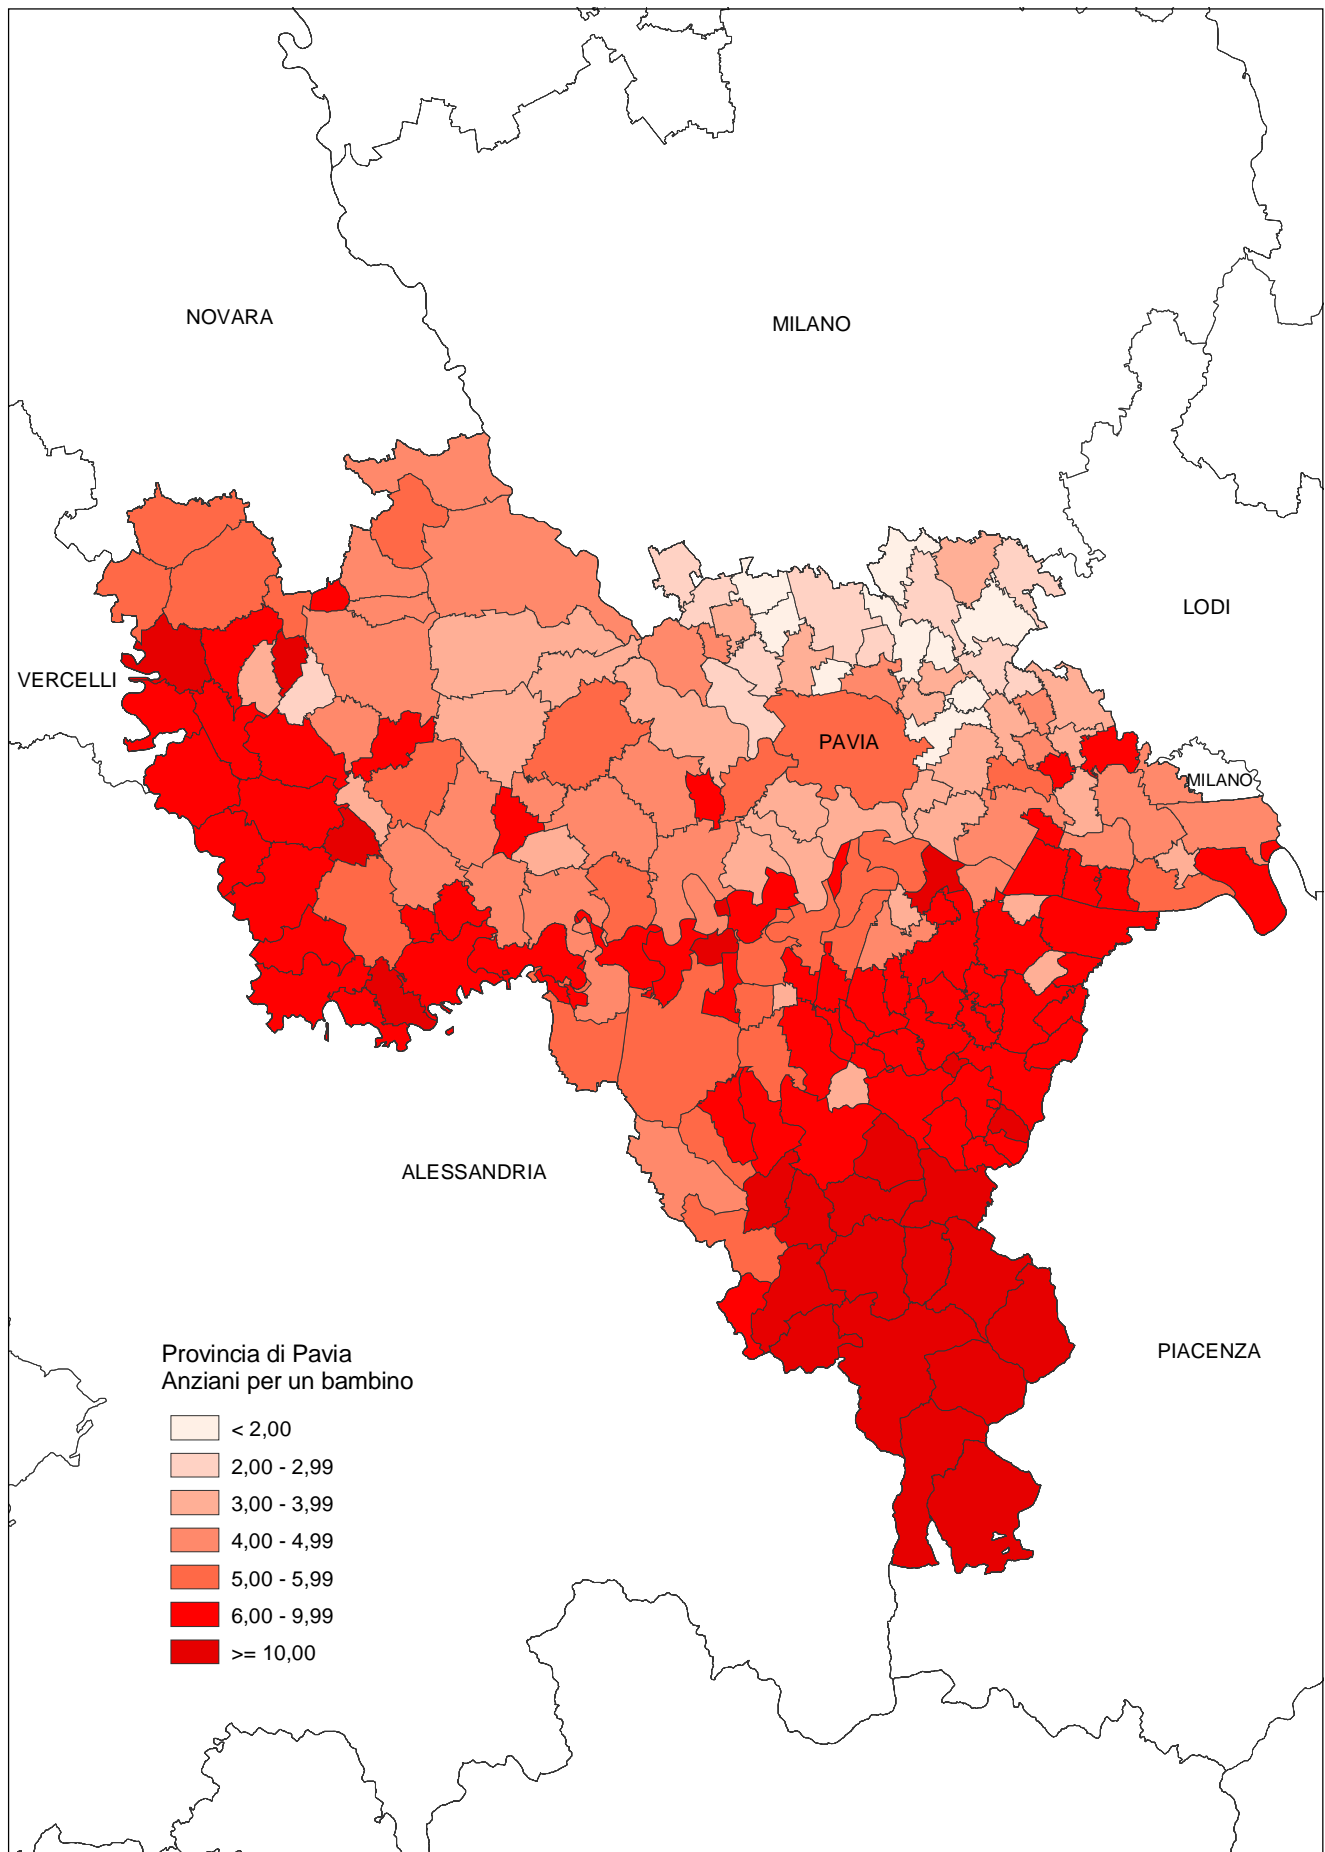 NOVARA
MILANO
LODI
VERCELLI
PAVIA
MILANO
ALESSANDRIA
PIACENZA
Provincia di Pavia
Anziani per un bambino
< 2,00
2,00 - 2,99
3,00 - 3,99
4,00 - 4,99
5,00 - 5,99
6,00 - 9,99
>= 10,00